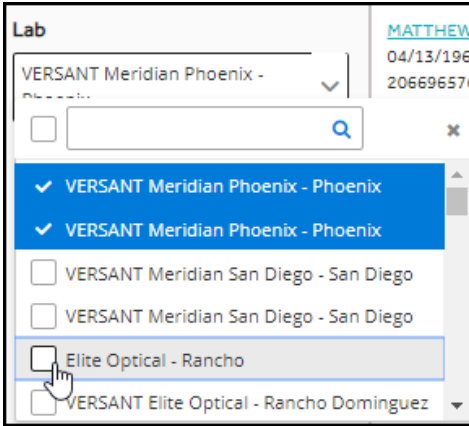 Lab
VERSANT Meridian Phoenix -
Phoenix
MATTHEW
04/13/196
20669657
VERSANT Meridian Phoenix - Phoenix
VERSANT Meridian Phoenix - Phoenix
VERSANT Meridian San Diego - San Diego
VERSANT Meridian San Diego - San Diego
Elite Optical - Rancho
VERSANT Elite Optical - Rancho Dominguez